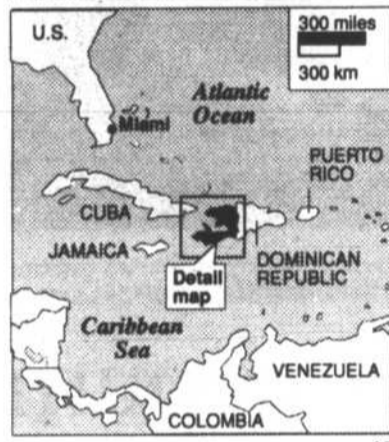 300 miles
300 km
U.S.
Atlantic
Ocean
Miami
PUERTO
RICO
CUBA
JAMAICA
DOMINICAN
REPUBLIC
Detail
map
Caribbean
Sea
VENEZUELA
COLOMBIA